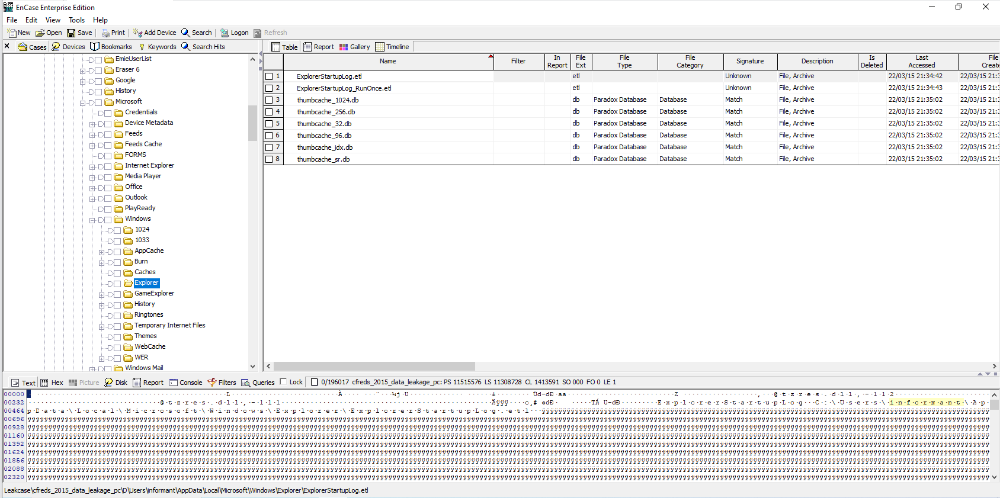 EnCase Enterprise Edition
File Edit View Tools Help
New Open Save Print Add Device Search Logon Refresh
Cases Devices Bookmarks Keywords Search Hits
Table Report Gallery Timeline
EmieUserList
Eraser 6
Google
History
Microsoft
Credentials
Device Metadata
Feeds
Feeds Cache
FORMS
Internet Explorer
Media Player
Office
Outlook
PlayReady
Windows
1024
1033
AppCache
Burn
Caches
Explorer
GameExplorer
History
Ringtones
Temporary Internet Files
Themes
WebCache
WER
Windows Mail
Name Filter In Report File Ext File Type File Category Signature Description Is Deleted Last Accessed File Create
1 ExplorerStartupLog.etl etl Unknown File, Archive 22/03/15 21:34:42 22/03/15 21:3
2 ExplorerStartupLog_RunOnce.etl etl Unknown File, Archive 22/03/15 21:34:43 22/03/15 21:3
3 thumbcache_1024.db db Paradox Database Database Match File, Archive 22/03/15 21:35:02 22/03/15 21:3
4 thumbcache_256.db db Paradox Database Database Match File, Archive 22/03/15 21:35:02 22/03/15 21:3
5 thumbcache_32.db db Paradox Database Database Match File, Archive 22/03/15 21:35:02 22/03/15 21:3
6 thumbcache_96.db db Paradox Database Database Match File, Archive 22/03/15 21:35:02 22/03/15 21:3
7 thumbcache_idx.db db Paradox Database Database Match File, Archive 22/03/15 21:35:02 22/03/15 21:3
8 thumbcache_sr.db db Paradox Database Database Match File, Archive 22/03/15 21:35:02 22/03/15 21:3
Text Hex Picture Disk Report Console Filters Queries Lock 0/196017 cfreds_2015_data_leakage_pc: PS 11515576 LS 11308728 CL 1413591 SO 000 FO 0 LE 1
00000 @·t·z·r·e·s·.·d·l·l·,·-·1·1·2
00232 @·t·z·r·e·s·.·d·l·l·,·-·1·1·1 E·x·p·l·o·r·e·r·S·t·a·r·t·u·p·L·o·g C·:·\·U·s·e·r·s·\·i·n·f·o·r·m·a·n·t·\·A·p
00464 p·D·a·t·a·\·L·o·c·a·l·\·M·i·c·r·o·s·o·f·t·\·W·i·n·d·o·w·s·\·E·x·p·l·o·r·e·r·\·E·x·p·l·o·r·e·r·S·t·a·r·t·u·p·L·o·g·.·e·t·l
00696
00928
01160
01392
01624
01856
02088
02320
Leakcase\cfreds_2015_data_leakage_pc\D\Users\informant\AppData\Local\Microsoft\Windows\Explorer\ExplorerStartupLog.etl